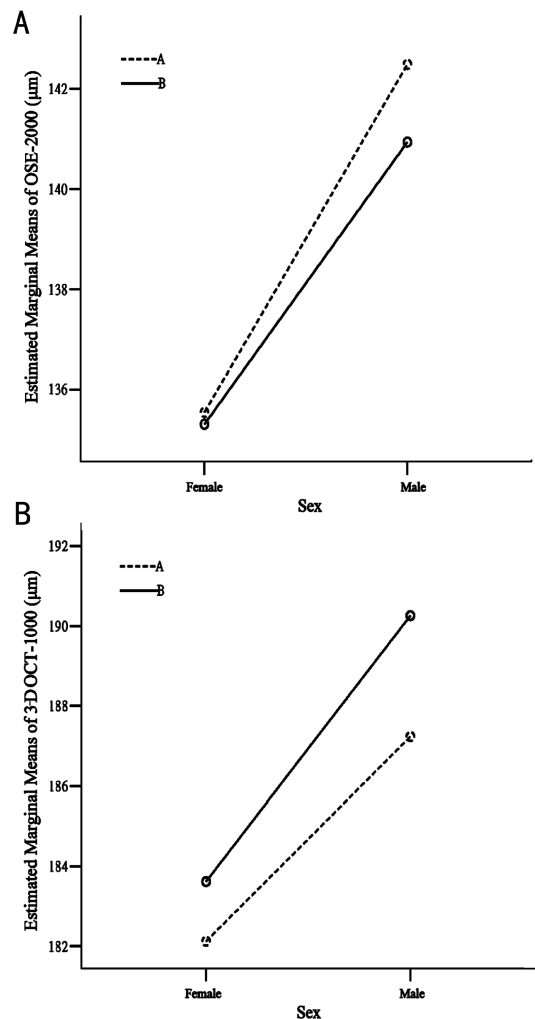 A
Estimated Marginal Means of OSE-2000 (μm)
A
B
142
140
138
136
Female
Male
Sex
B
Estimated Marginal Means of 3-DOCT-1000 (μm)
A
B
192
190
188
186
184
182
Female
Male
Sex